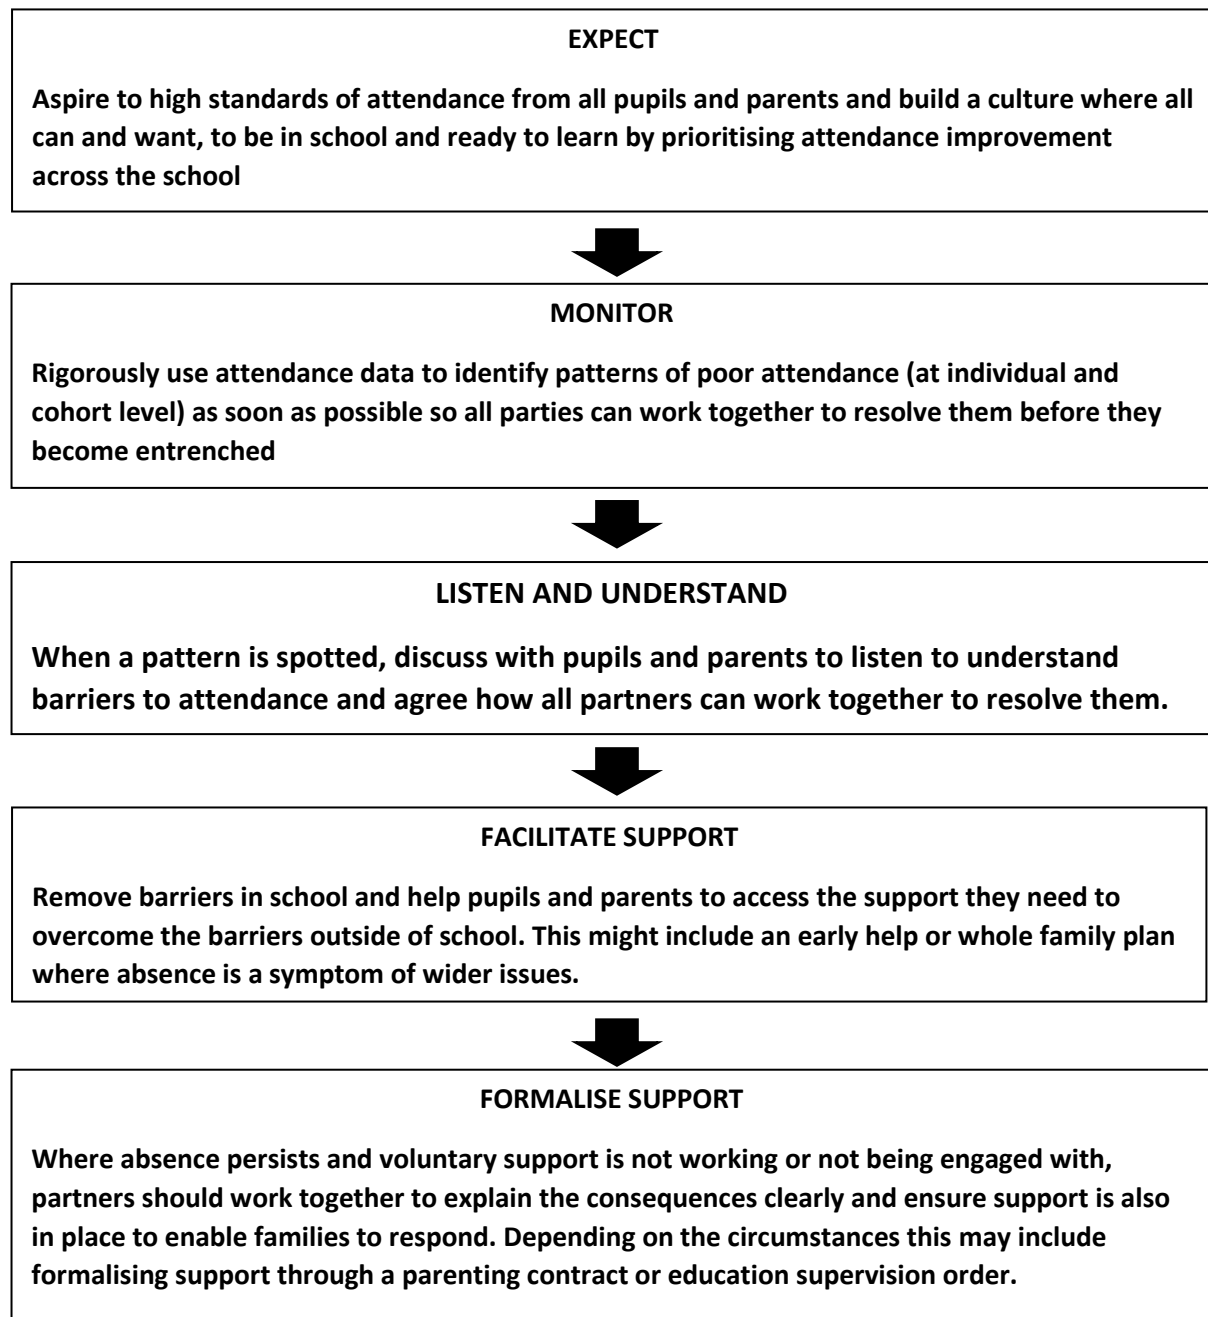 EXPECT
Aspire to high standards of attendance from all pupils and parents and build a culture where all
can and want, to be in school and ready to learn by prioritising attendance improvement
across the school
MONITOR
Rigorously use attendance data to identify patterns of poor attendance (at individual and
cohort level) as soon as possible so all parties can work together to resolve them before they
become entrenched
LISTEN AND UNDERSTAND
When a pattern is spotted, discuss with pupils and parents to listen to understand
barriers to attendance and agree how all partners can work together to resolve them.
FACILITATE SUPPORT
Remove barriers in school and help pupils and parents to access the support they need to
overcome the barriers outside of school. This might include an early help or whole family plan
where absence is a symptom of wider issues.
FORMALISE SUPPORT
Where absence persists and voluntary support is not working or not being engaged with,
partners should work together to explain the consequences clearly and ensure support is also
in place to enable families to respond. Depending on the circumstances this may include
formalising support through a parenting contract or education supervision order.